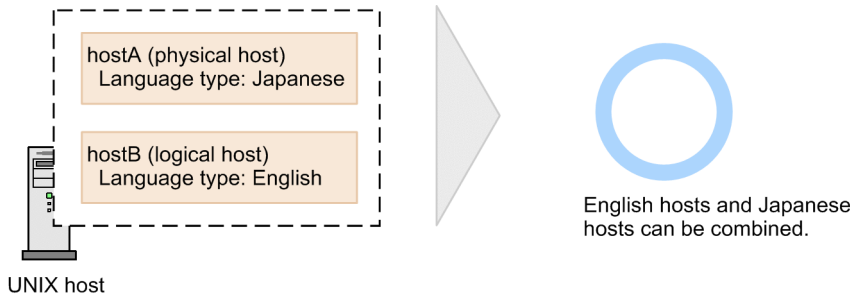 hostA (physical host)
Language type: Japanese
hostB (logical host)
Language type: English
English hosts and Japanese
hosts can be combined.
UNIX host